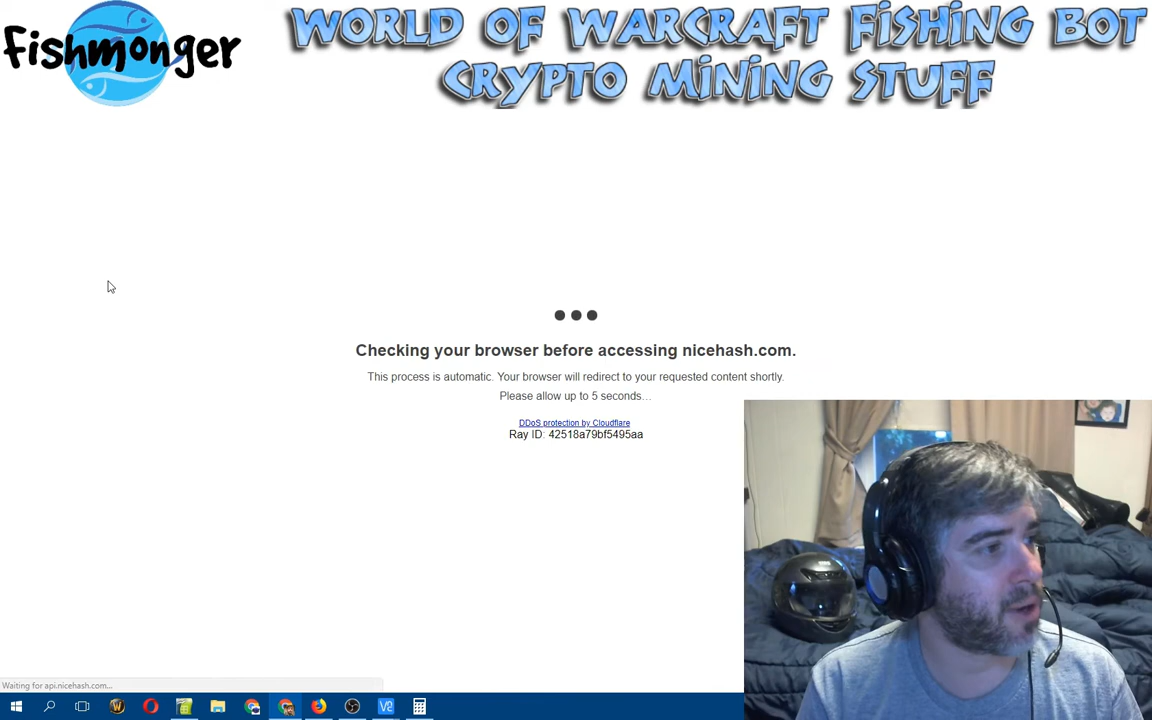 fishmonger
WORLD OF WARCRAFT FISHING BOT
CRYPTO MINING STUFF
Checking your browser before accessing nicehash.com.
This process is automatic. Your browser will redirect to your requested content shortly.
Please allow up to 5 seconds…
DDoS protection by Cloudflare
Ray ID: 42518a79bf5495aa
Waiting for api.nicehash.com...